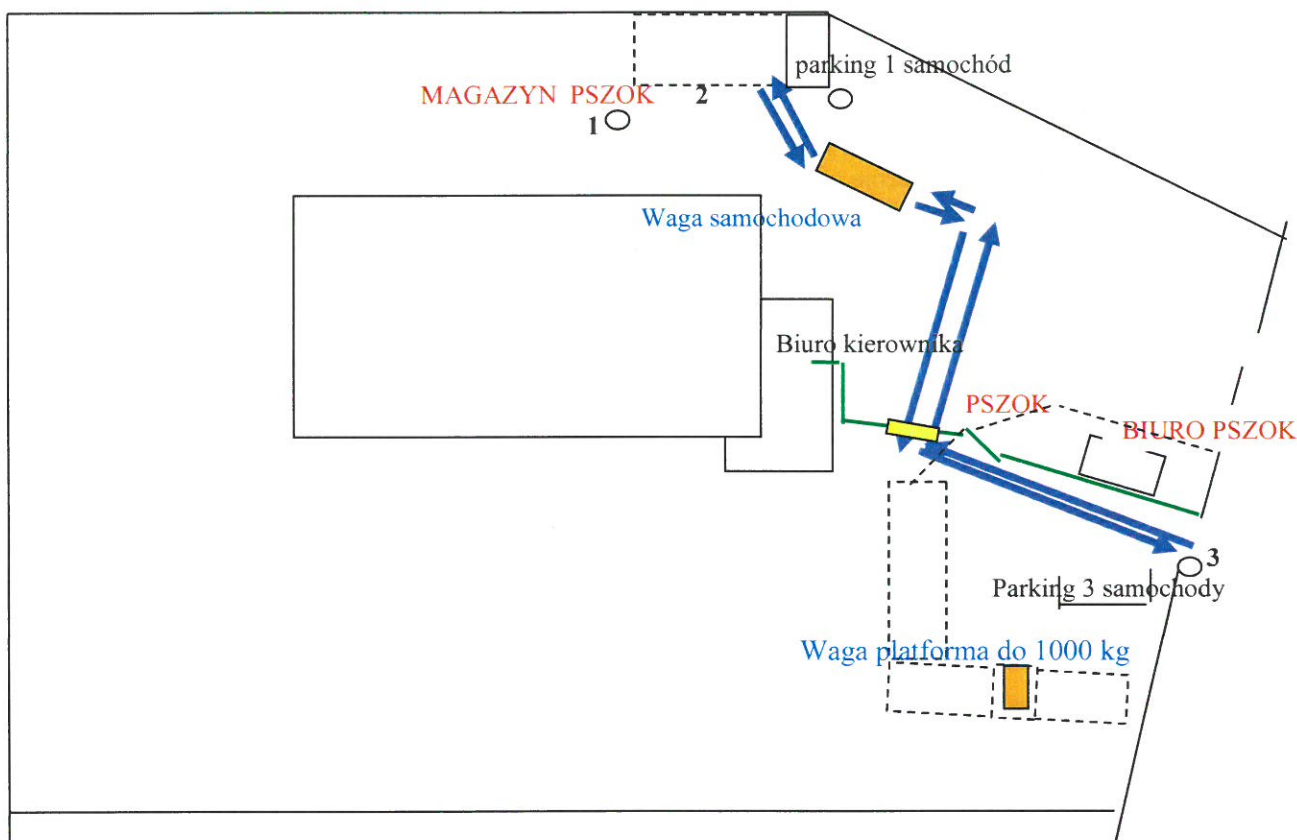 parking 1 samochód
MAGAZYN PSZOK
2
1
Waga samochodowa
Biuro kierownika
PSZOK
BIURO PSZOK
3
Parking 3 samochody
Waga platforma do 1000 kg